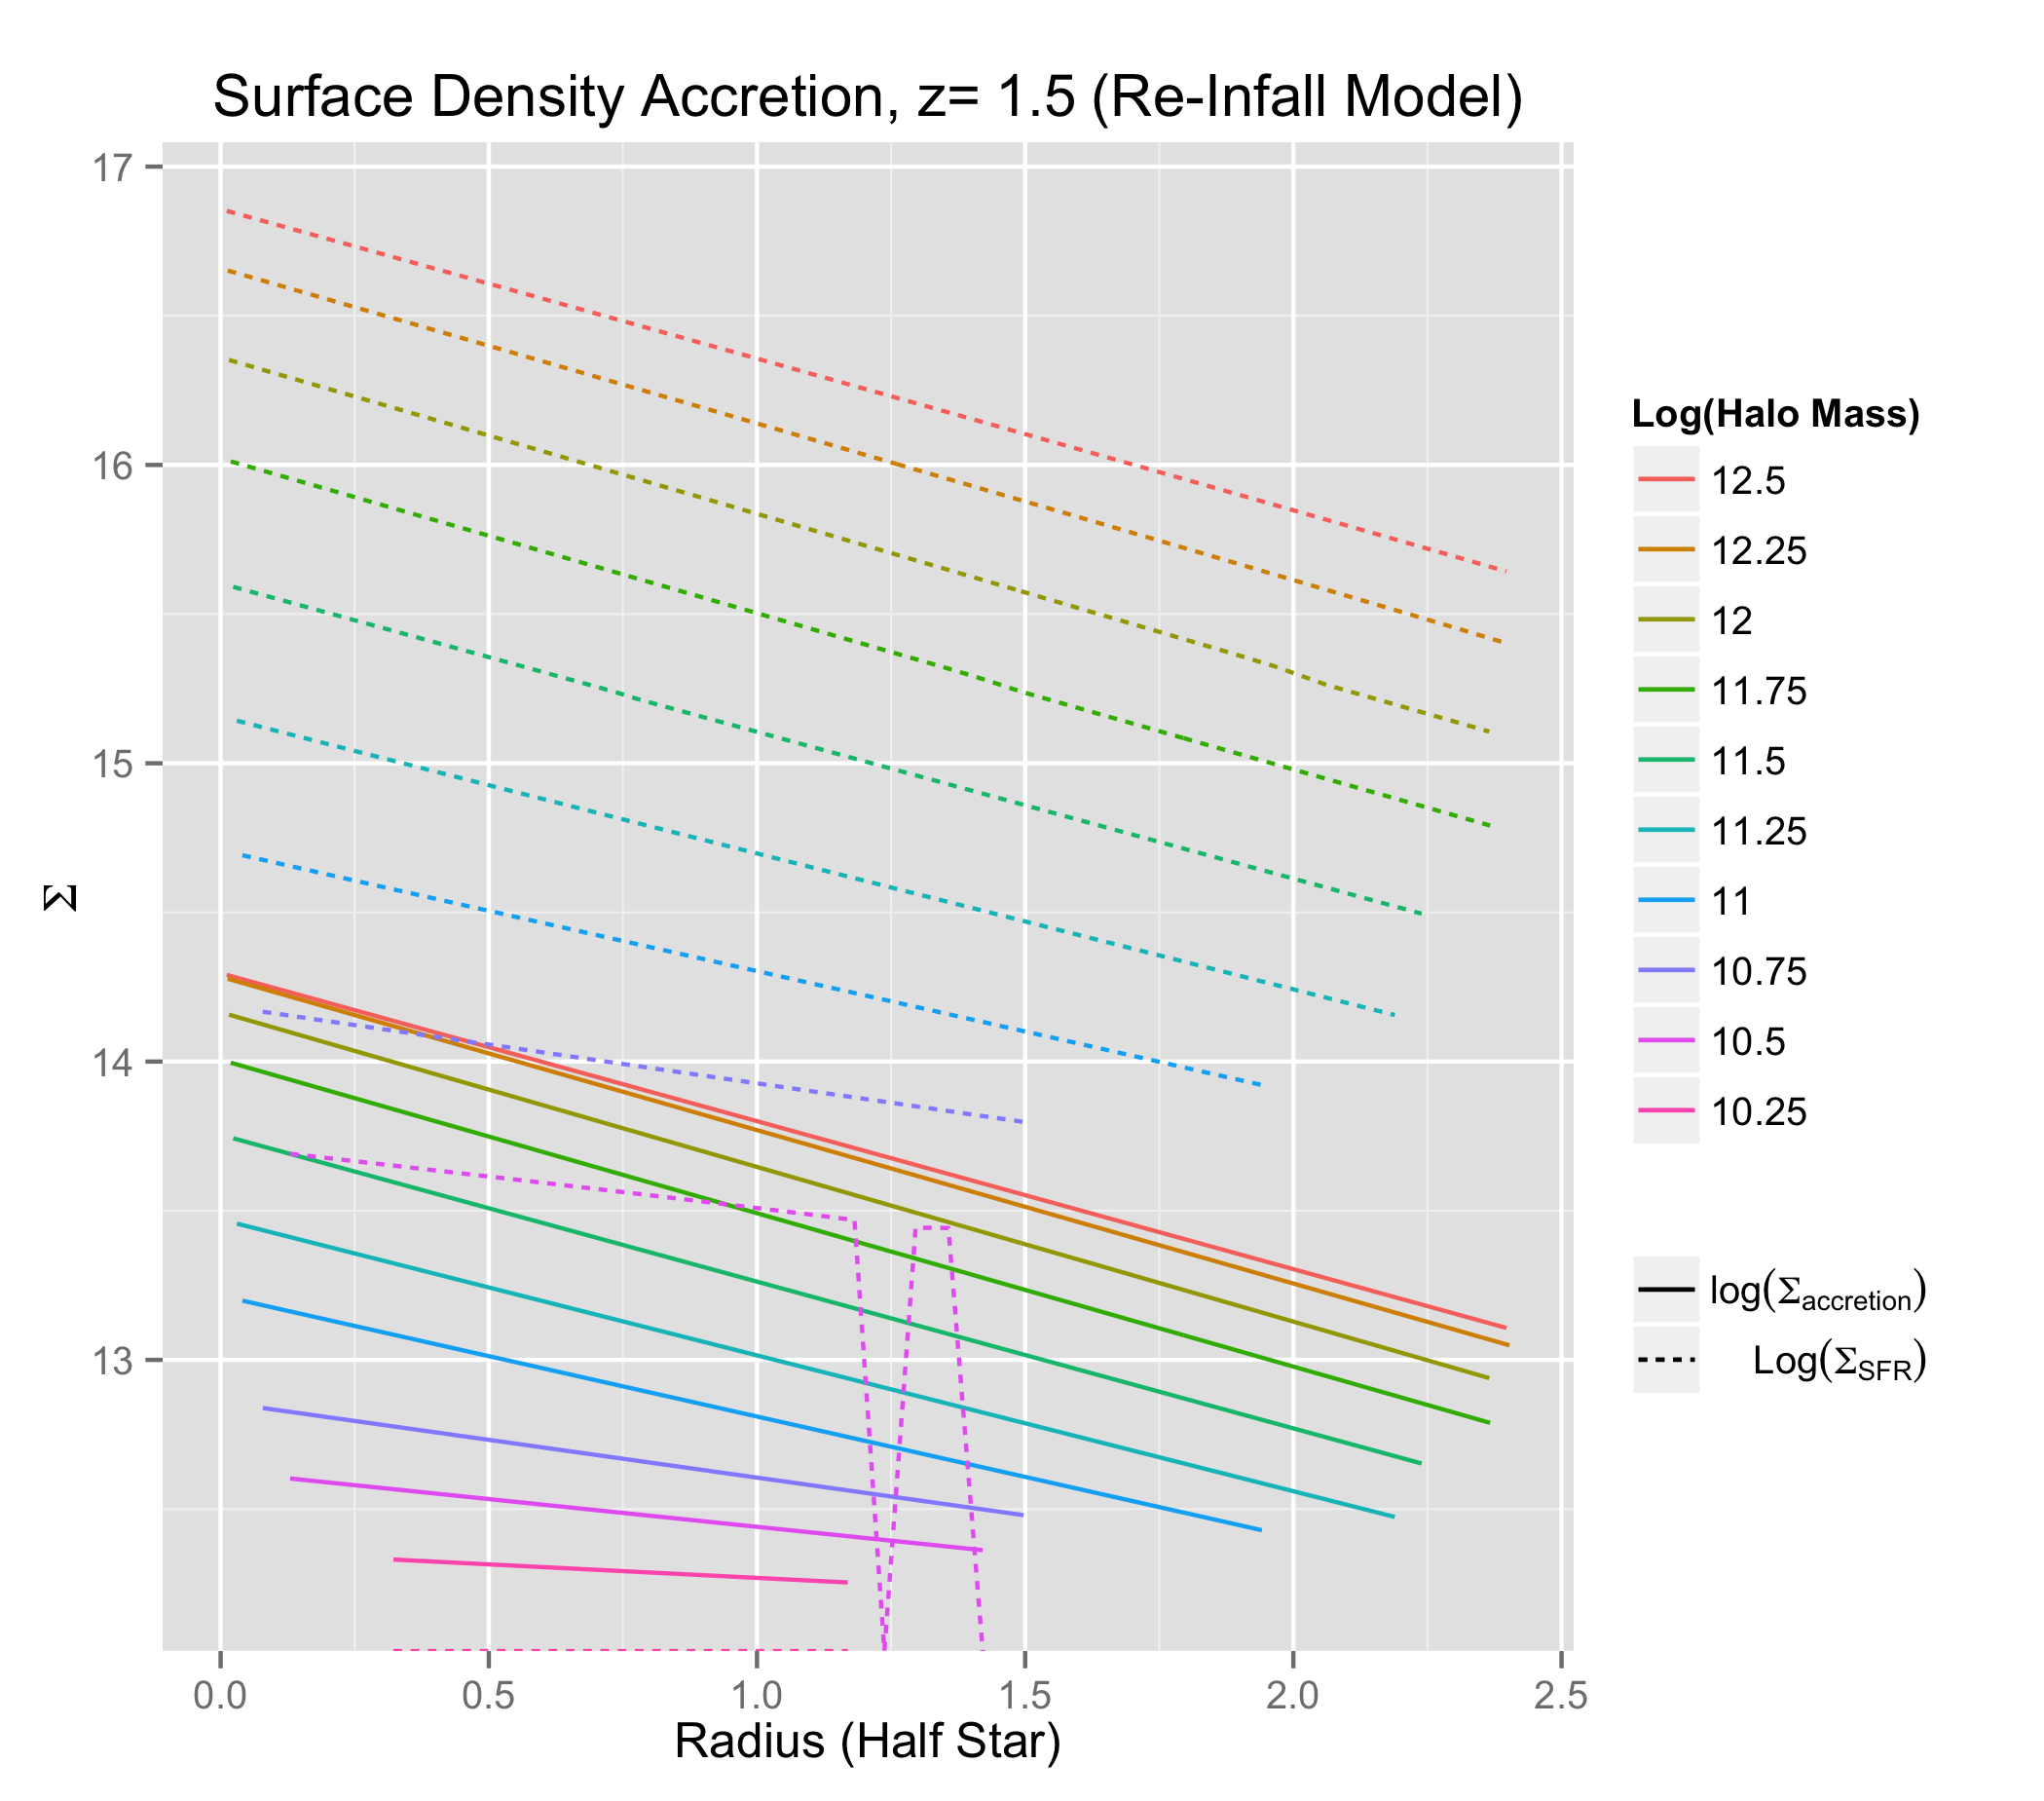 Surface Density Accretion, z= 1.5 (Re-Infall Model)
17
16
15
14
13
Σ
0.0 0.5 1.0 1.5 2.0 2.5
Radius (Half Star)
Log(Halo Mass)
12.5
12.25
12
11.75
11.5
11.25
11
10.75
10.5
10.25
log(Σaccretion)
Log(ΣSFR)